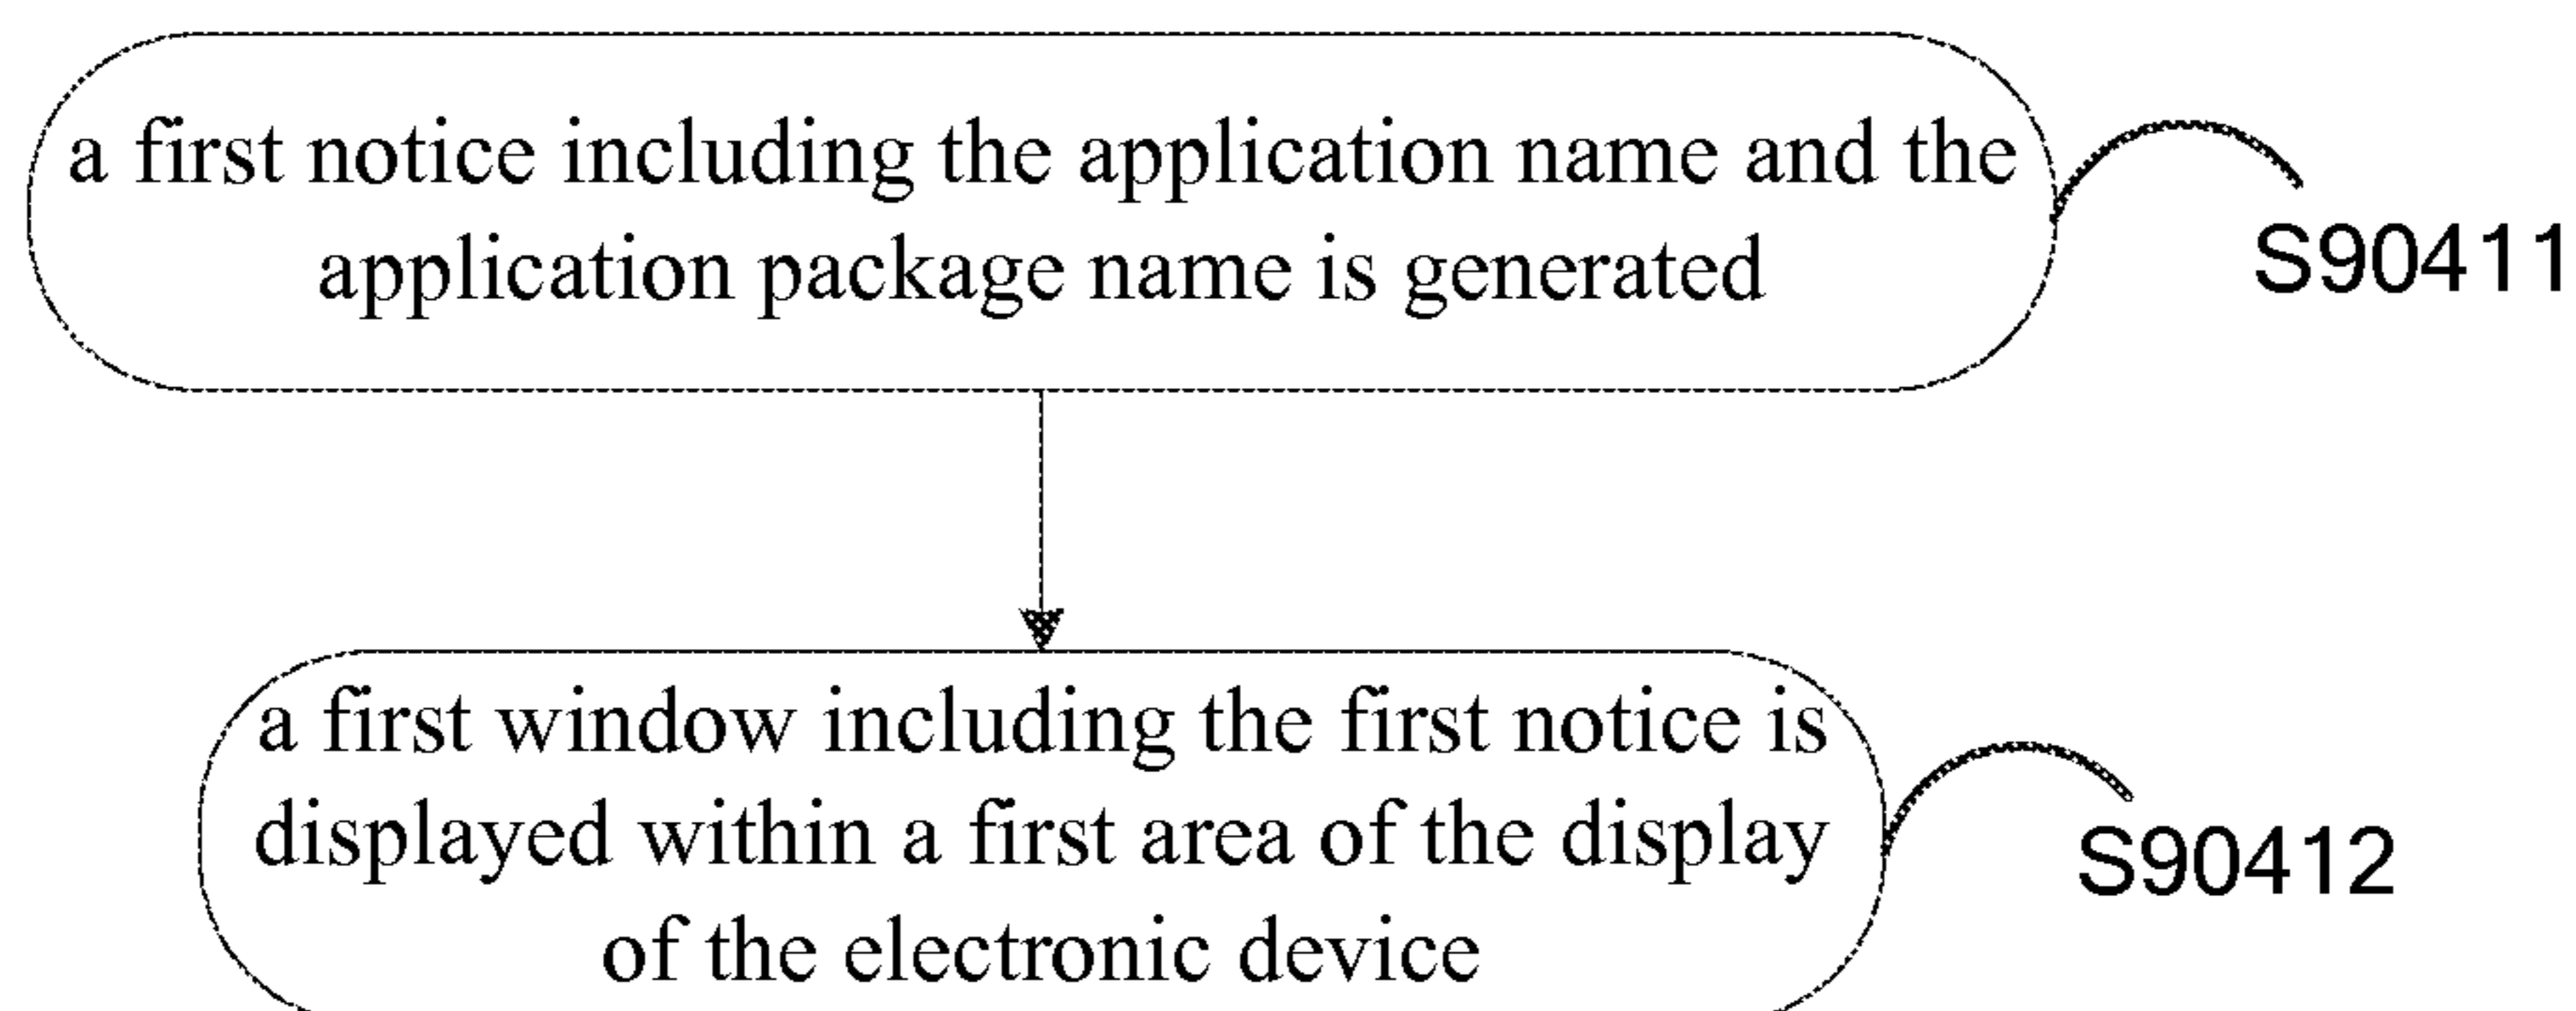 a first notice including the application name and the
application package name is generated
S90411
a first window including the first notice is
displayed within a first area of the display
of the electronic device
S90412